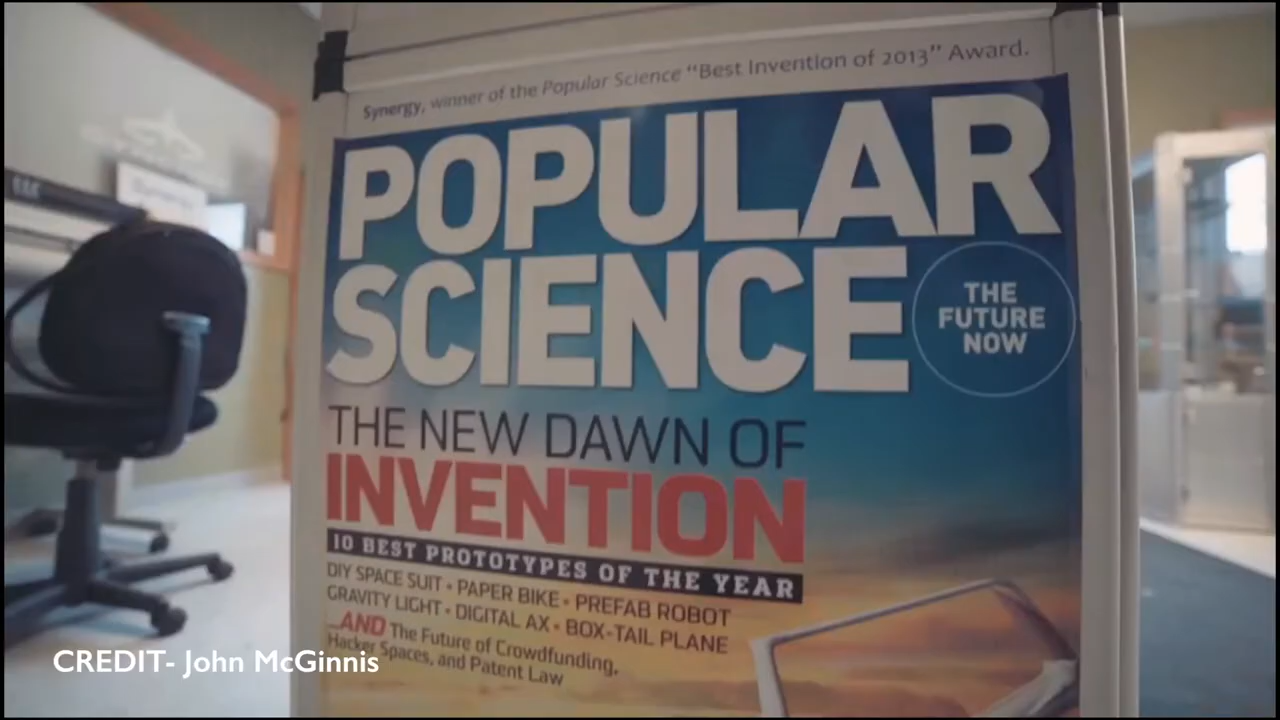 Synergy, winner of the Popular Science “Best Invention of 2013” Award.
POPULAR
SCIENCE
THE
FUTURE
NOW
THE NEW DAWN OF
INVENTION
10 BEST PROTOTYPES OF THE YEAR
DIY SPACE SUIT • PAPER BIKE • PREFAB ROBOT
GRAVITY LIGHT • DIGITAL AX • BOX-TAIL PLANE
...AND The Future of Crowdfunding,
Hacker Spaces, and Patent Law
CREDIT- John McGinnis